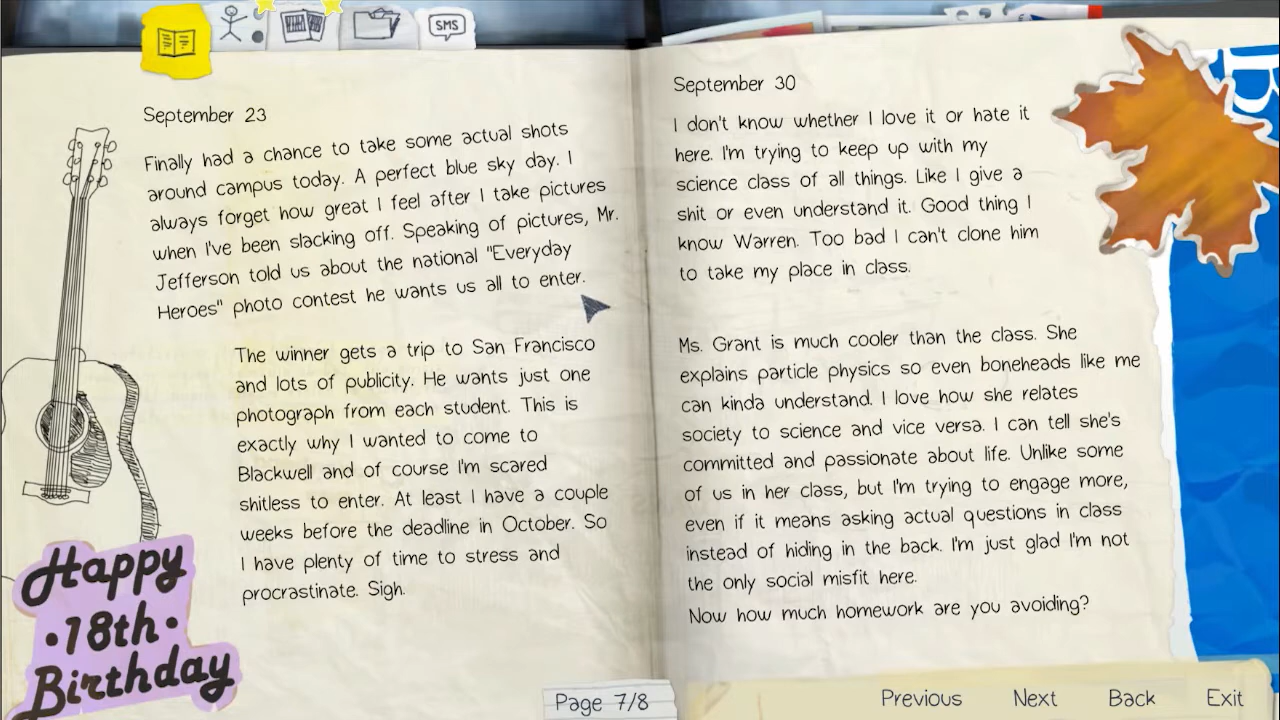 SMS
September 23
Finally had a chance to take some actual shots
around campus today. A perfect blue sky day. I
always forget how great I feel after I take pictures
when I've been slacking off. Speaking of pictures, Mr.
Jefferson told us about the national "Everyday
Heroes" photo contest he wants us all to enter.
The winner gets a trip to San Francisco
and lots of publicity. He wants just one
photograph from each student. This is
exactly why I wanted to come to
Blackwell and of course I'm scared
shitless to enter. At least I have a couple
weeks before the deadline in October. So
I have plenty of time to stress and
procrastinate. Sigh.
Happy
•18th•
Birthday
September 30
I don't know whether I love it or hate it
here. I'm trying to keep up with my
science class of all things. Like I give a
shit or even understand it. Good thing I
know Warren. Too bad I can't clone him
to take my place in class.
Ms. Grant is much cooler than the class. She
explains particle physics so even boneheads like me
can kinda understand. I love how she relates
society to science and vice versa. I can tell she's
committed and passionate about life. Unlike some
of us in her class, but I'm trying to engage more,
even if it means asking actual questions in class
instead of hiding in the back. I'm just glad I'm not
the only social misfit here.
Now how much homework are you avoiding?
B
Page 7/8
Previous Next Back Exit